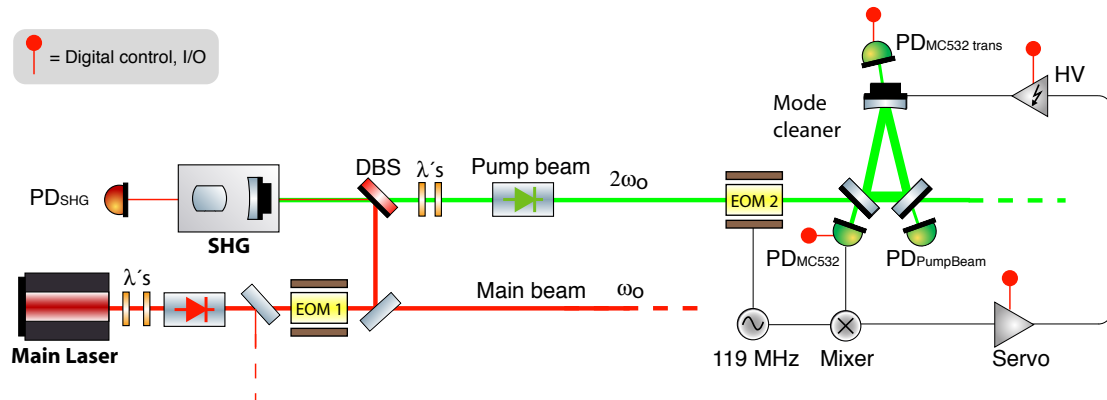 = Digital control, I/O
PDMC532 trans
HV
Mode
cleaner
DBS
λ´s
Pump beam
2ωo
PDSHG
EOM 2
SHG
PDMC532
PDPumpBeam
λ´s
EOM 1
Main beam
ωo
Main Laser
119 MHz
Mixer
Servo